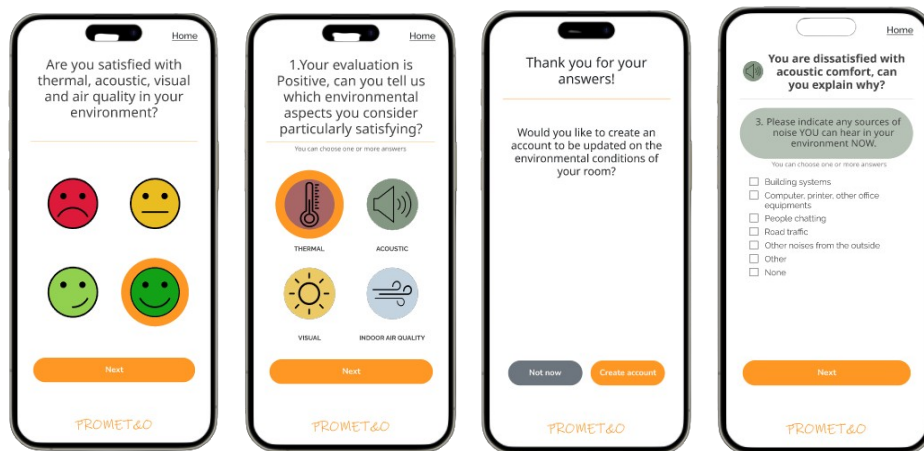 Home
Are you satisfied with
thermal, acoustic, visual
and air quality in your
environment?
Next
PROMET&O
Home
1.Your evaluation is
Positive, can you tell us
which environmental
aspects you consider
particularly satisfying?
You can choose one or more answers
THERMAL
ACOUSTIC
VISUAL
INDOOR AIR QUALITY
Next
PROMET&O
Thank you for your
answers!
Would you like to create an
account to be updated on the
environmental conditions of
your room?
Not now
Create account
PROMET&O
Home
You are dissatisfied with
acoustic comfort, can
you explain why?
3. Please indicate any sources of
noise YOU can hear in your
environment NOW.
You can choose one or more answers
Building systems
Computer, printer, other office
equipments
People chatting
Road traffic
Other noises from the outside
Other
None
Next
PROMET&O